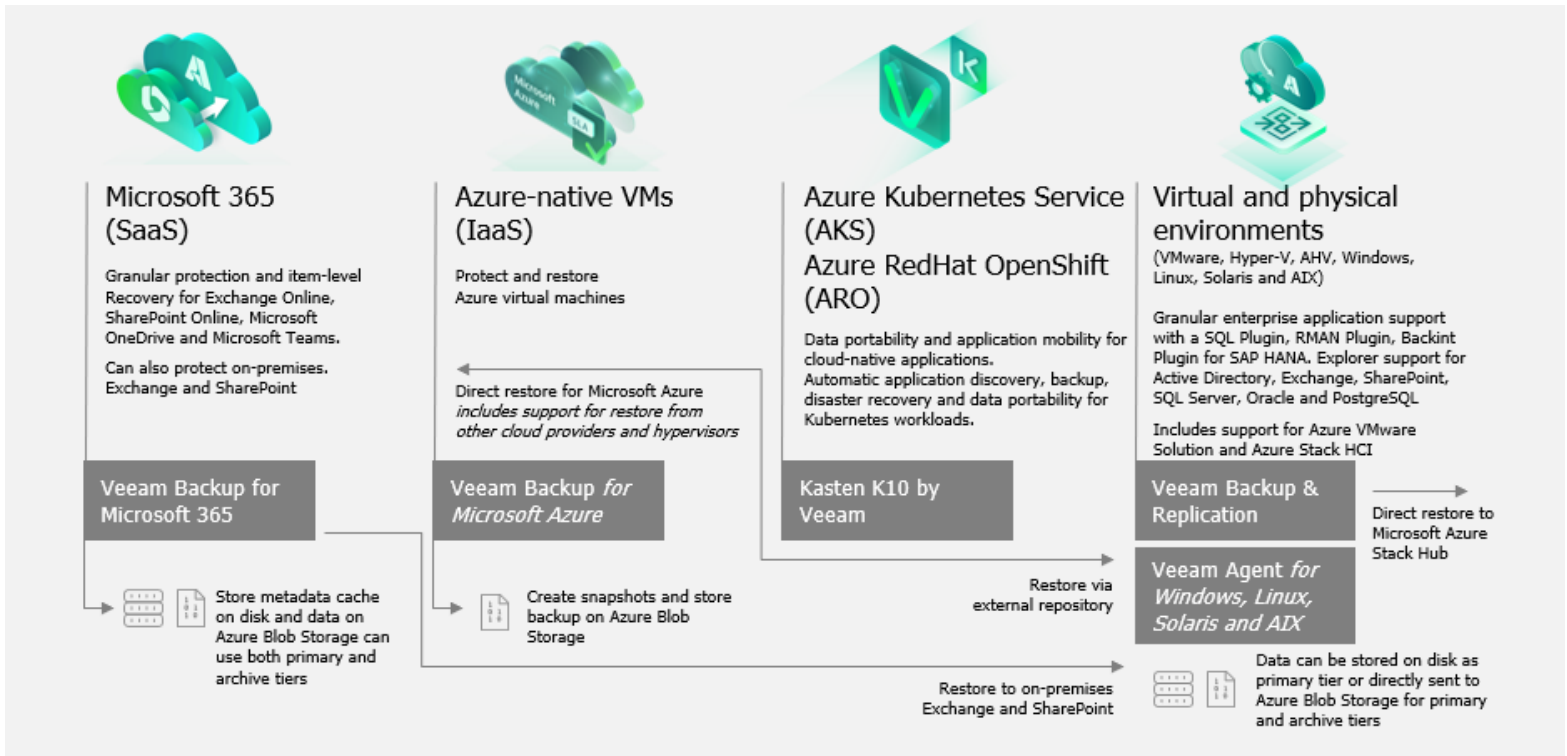 Microsoft
Azure
SLA
Microsoft 365
(SaaS)
Granular protection and item-level
Recovery for Exchange Online,
SharePoint Online, Microsoft
OneDrive and Microsoft Teams.
Can also protect on-premises.
Exchange and SharePoint
Veeam Backup for
Microsoft 365
Store metadata cache
on disk and data on
Azure Blob Storage can
use both primary and
archive tiers
Azure-native VMs
(IaaS)
Protect and restore
Azure virtual machines
Direct restore for Microsoft Azure
includes support for restore from
other cloud providers and hypervisors
Veeam Backup for
Microsoft Azure
Create snapshots and store
backup on Azure Blob
Storage
Azure Kubernetes Service
(AKS)
Azure RedHat OpenShift
(ARO)
Data portability and application mobility for
cloud-native applications.
Automatic application discovery, backup,
disaster recovery and data portability for
Kubernetes workloads.
Kasten K10 by
Veeam
Restore via
external repository
Restore to on-premises
Exchange and SharePoint
Virtual and physical
environments
(VMware, Hyper-V, AHV, Windows,
Linux, Solaris and AIX)
Granular enterprise application support
with a SQL Plugin, RMAN Plugin, Backint
Plugin for SAP HANA. Explorer support for
Active Directory, Exchange, SharePoint,
SQL Server, Oracle and PostgreSQL
Includes support for Azure VMware
Solution and Azure Stack HCI
Veeam Backup &
Replication
Direct restore to
Microsoft Azure
Stack Hub
Veeam Agent for
Windows, Linux,
Solaris and AIX
Data can be stored on disk as
primary tier or directly sent to
Azure Blob Storage for primary
and archive tiers